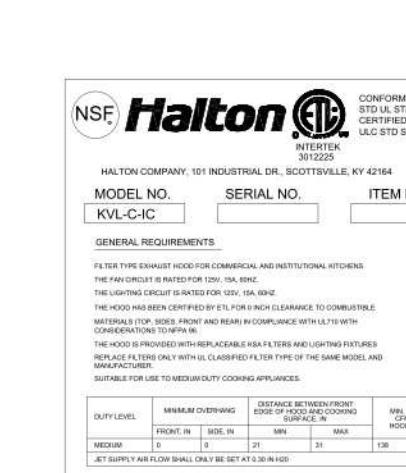 NSF
Halton
ETL
INTERTEK
3012225
CONFORM
STD UL ST
CERTIFIED
ULC STD S
HALTON COMPANY, 101 INDUSTRIAL DR., SCOTTSVILLE, KY 42164
MODEL NO. SERIAL NO. ITEM
KVL-C-IC
GENERAL REQUIREMENTS
FILTER TYPE EXHAUST HOOD FOR COMMERCIAL AND INSTITUTIONAL KITCHENS
THE FAN CIRCUIT IS RATED FOR 125V, 15A, 60HZ.
THE LIGHTING CIRCUIT IS RATED FOR 125V, 15A, 60HZ.
THE HOOD HAS BEEN CERTIFIED BY ETL FOR 0 INCH CLEARANCE TO COMBUSTIBLE
MATERIALS (TOP, SIDES, FRONT AND REAR) IN COMPLIANCE WITH UL710 WITH
CONSIDERATIONS TO NFPA 96.
THE HOOD IS PROVIDED WITH REPLACEABLE KSA FILTERS AND LIGHTING FIXTURES
REPLACE FILTERS ONLY WITH UL CLASSIFIED FILTER TYPE OF THE SAME MODEL AND
MANUFACTURER.
SUITABLE FOR USE TO MEDIUM DUTY COOKING APPLIANCES.
DUTY LEVEL MINIMUM OVERHANG DISTANCE BETWEEN FRONT EDGE OF HOOD AND COOKING SURFACE, IN MIN.
FRONT, IN SIDE, IN MIN MAX
MEDIUM 0 0 21 31 136
JET SUPPLY AIR FLOW SHALL ONLY BE SET AT 0.30 IN H2O